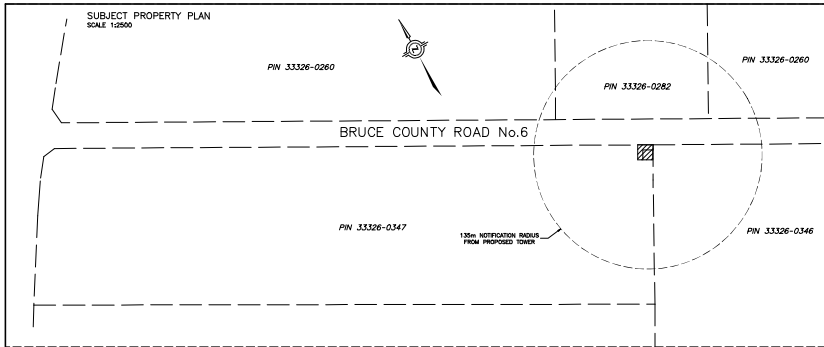 SUBJECT PROPERTY PLAN
SCALE 1:2500
PIN 33326-0260
PIN 33326-0260
PIN 33326-0282
BRUCE COUNTY ROAD No.6
PIN 33326-0347
135m NOTIFICATION RADIUS
FROM PROPOSED TOWER
PIN 33326-0346